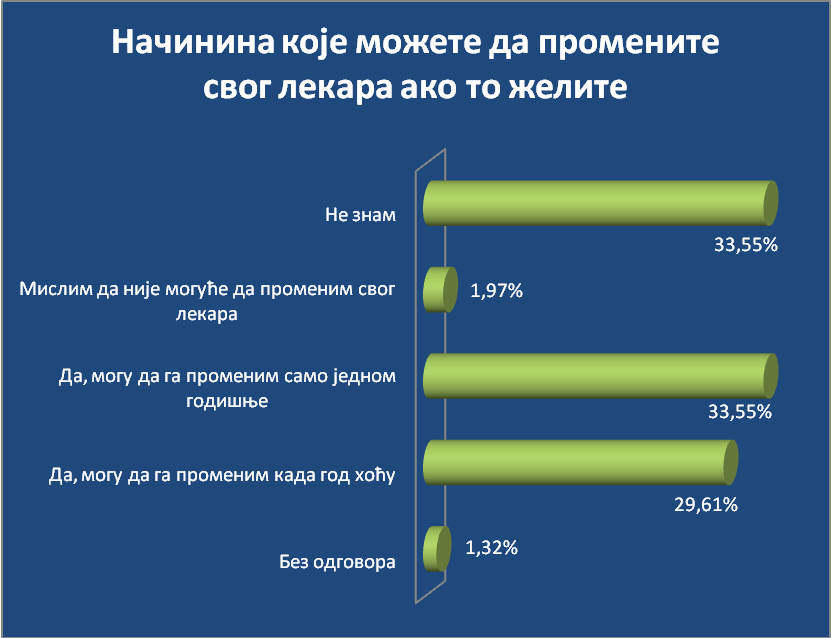 Начинина које можете да промените
свог лекара ако то желите
Не знам
33,55%
Мислим да није могуће да променим свог
лекара
1,97%
Да, могу да га променим само једном
годишње
33,55%
Да, могу да га променим када год хоћу
29,61%
Без одговора
1,32%